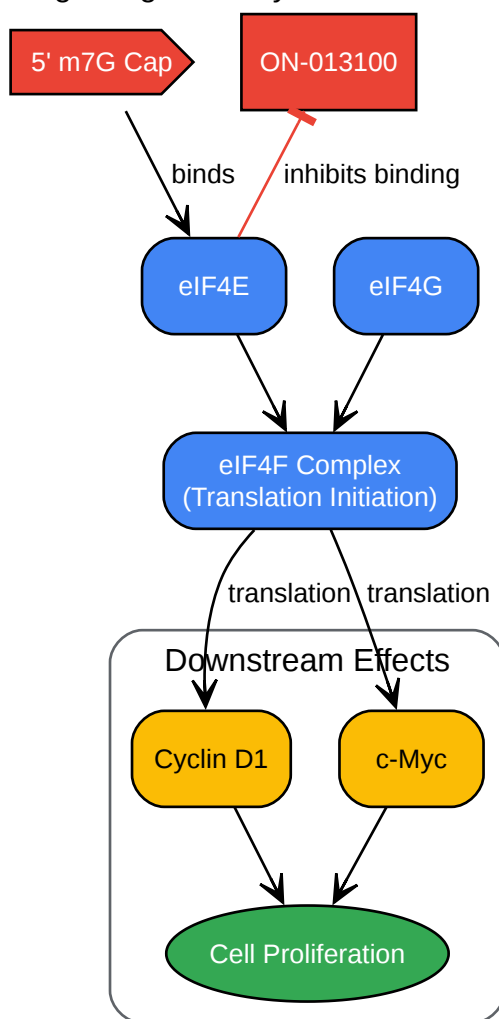 5' m7G Cap
ON-013100
binds
inhibits binding
eIF4E
eIF4G
eIF4F Complex
(Translation Initiation)
translation
translation
Downstream Effects
Cyclin D1
c-Myc
Cell Proliferation